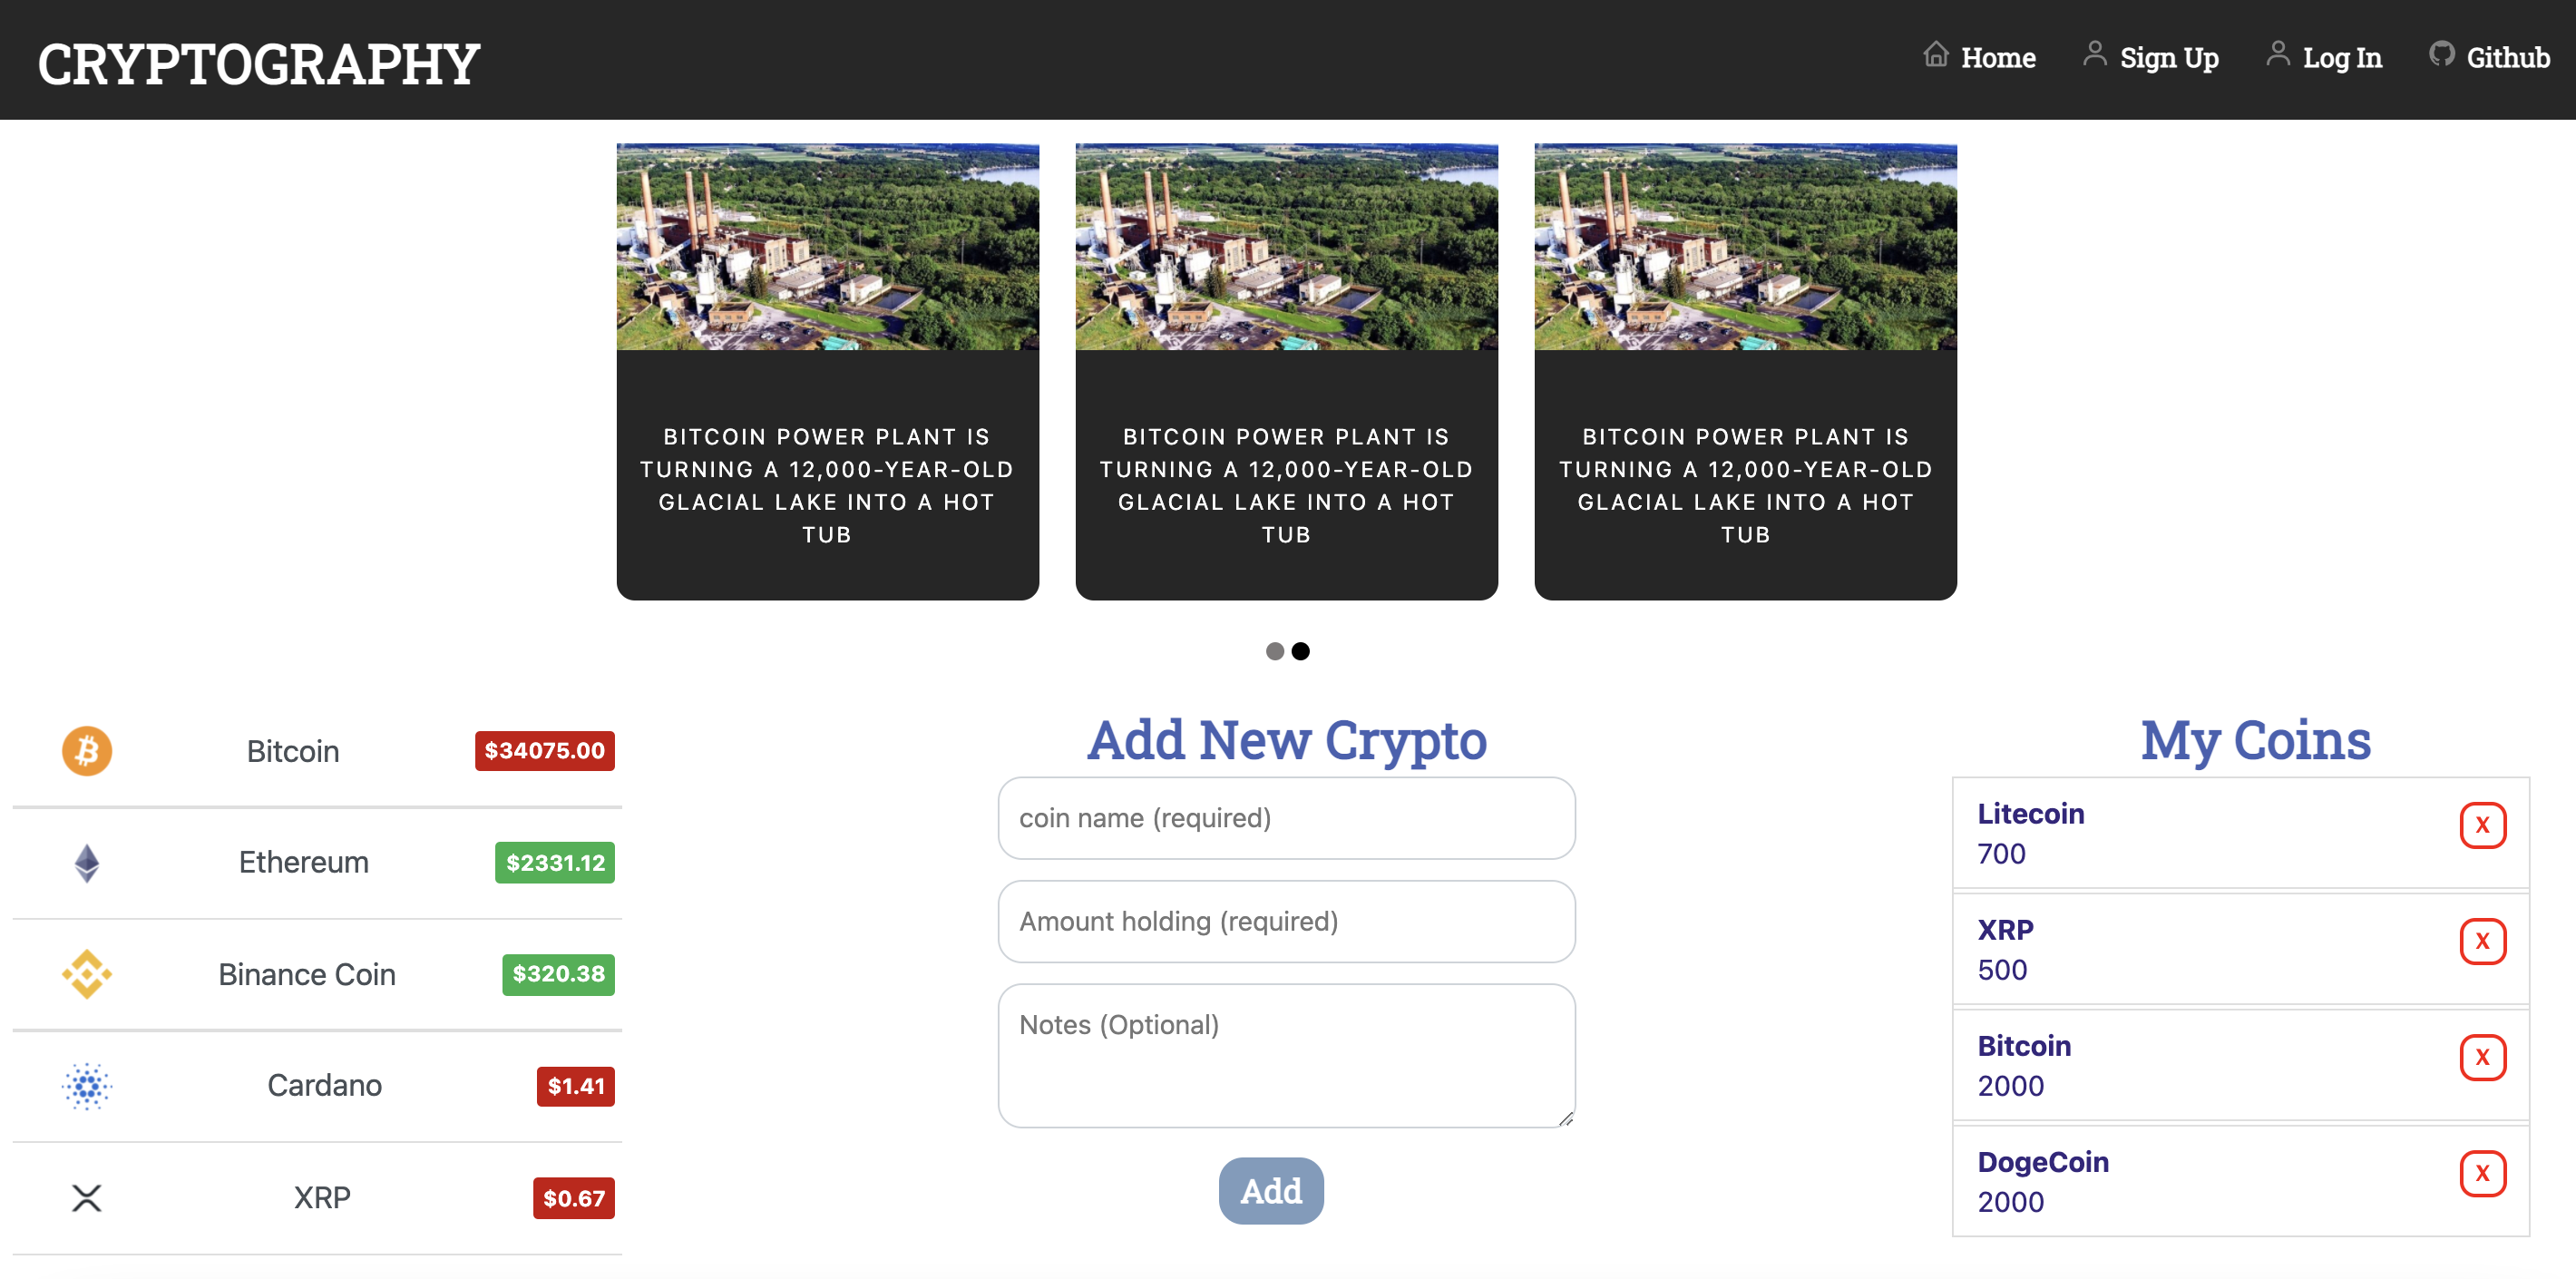 CRYPTOGRAPHY
Home
Sign Up
Log In
Github
BITCOIN POWER PLANT IS
TURNING A 12,000-YEAR-OLD
GLACIAL LAKE INTO A HOT
TUB
BITCOIN POWER PLANT IS
TURNING A 12,000-YEAR-OLD
GLACIAL LAKE INTO A HOT
TUB
BITCOIN POWER PLANT IS
TURNING A 12,000-YEAR-OLD
GLACIAL LAKE INTO A HOT
TUB
Bitcoin $34075.00
Ethereum $2331.12
Binance Coin $320.38
Cardano $1.41
XRP $0.67
Add New Crypto
coin name (required)
Amount holding (required)
Notes (Optional)
Add
My Coins
Litecoin
700
X
XRP
500
X
Bitcoin
2000
X
DogeCoin
2000
X